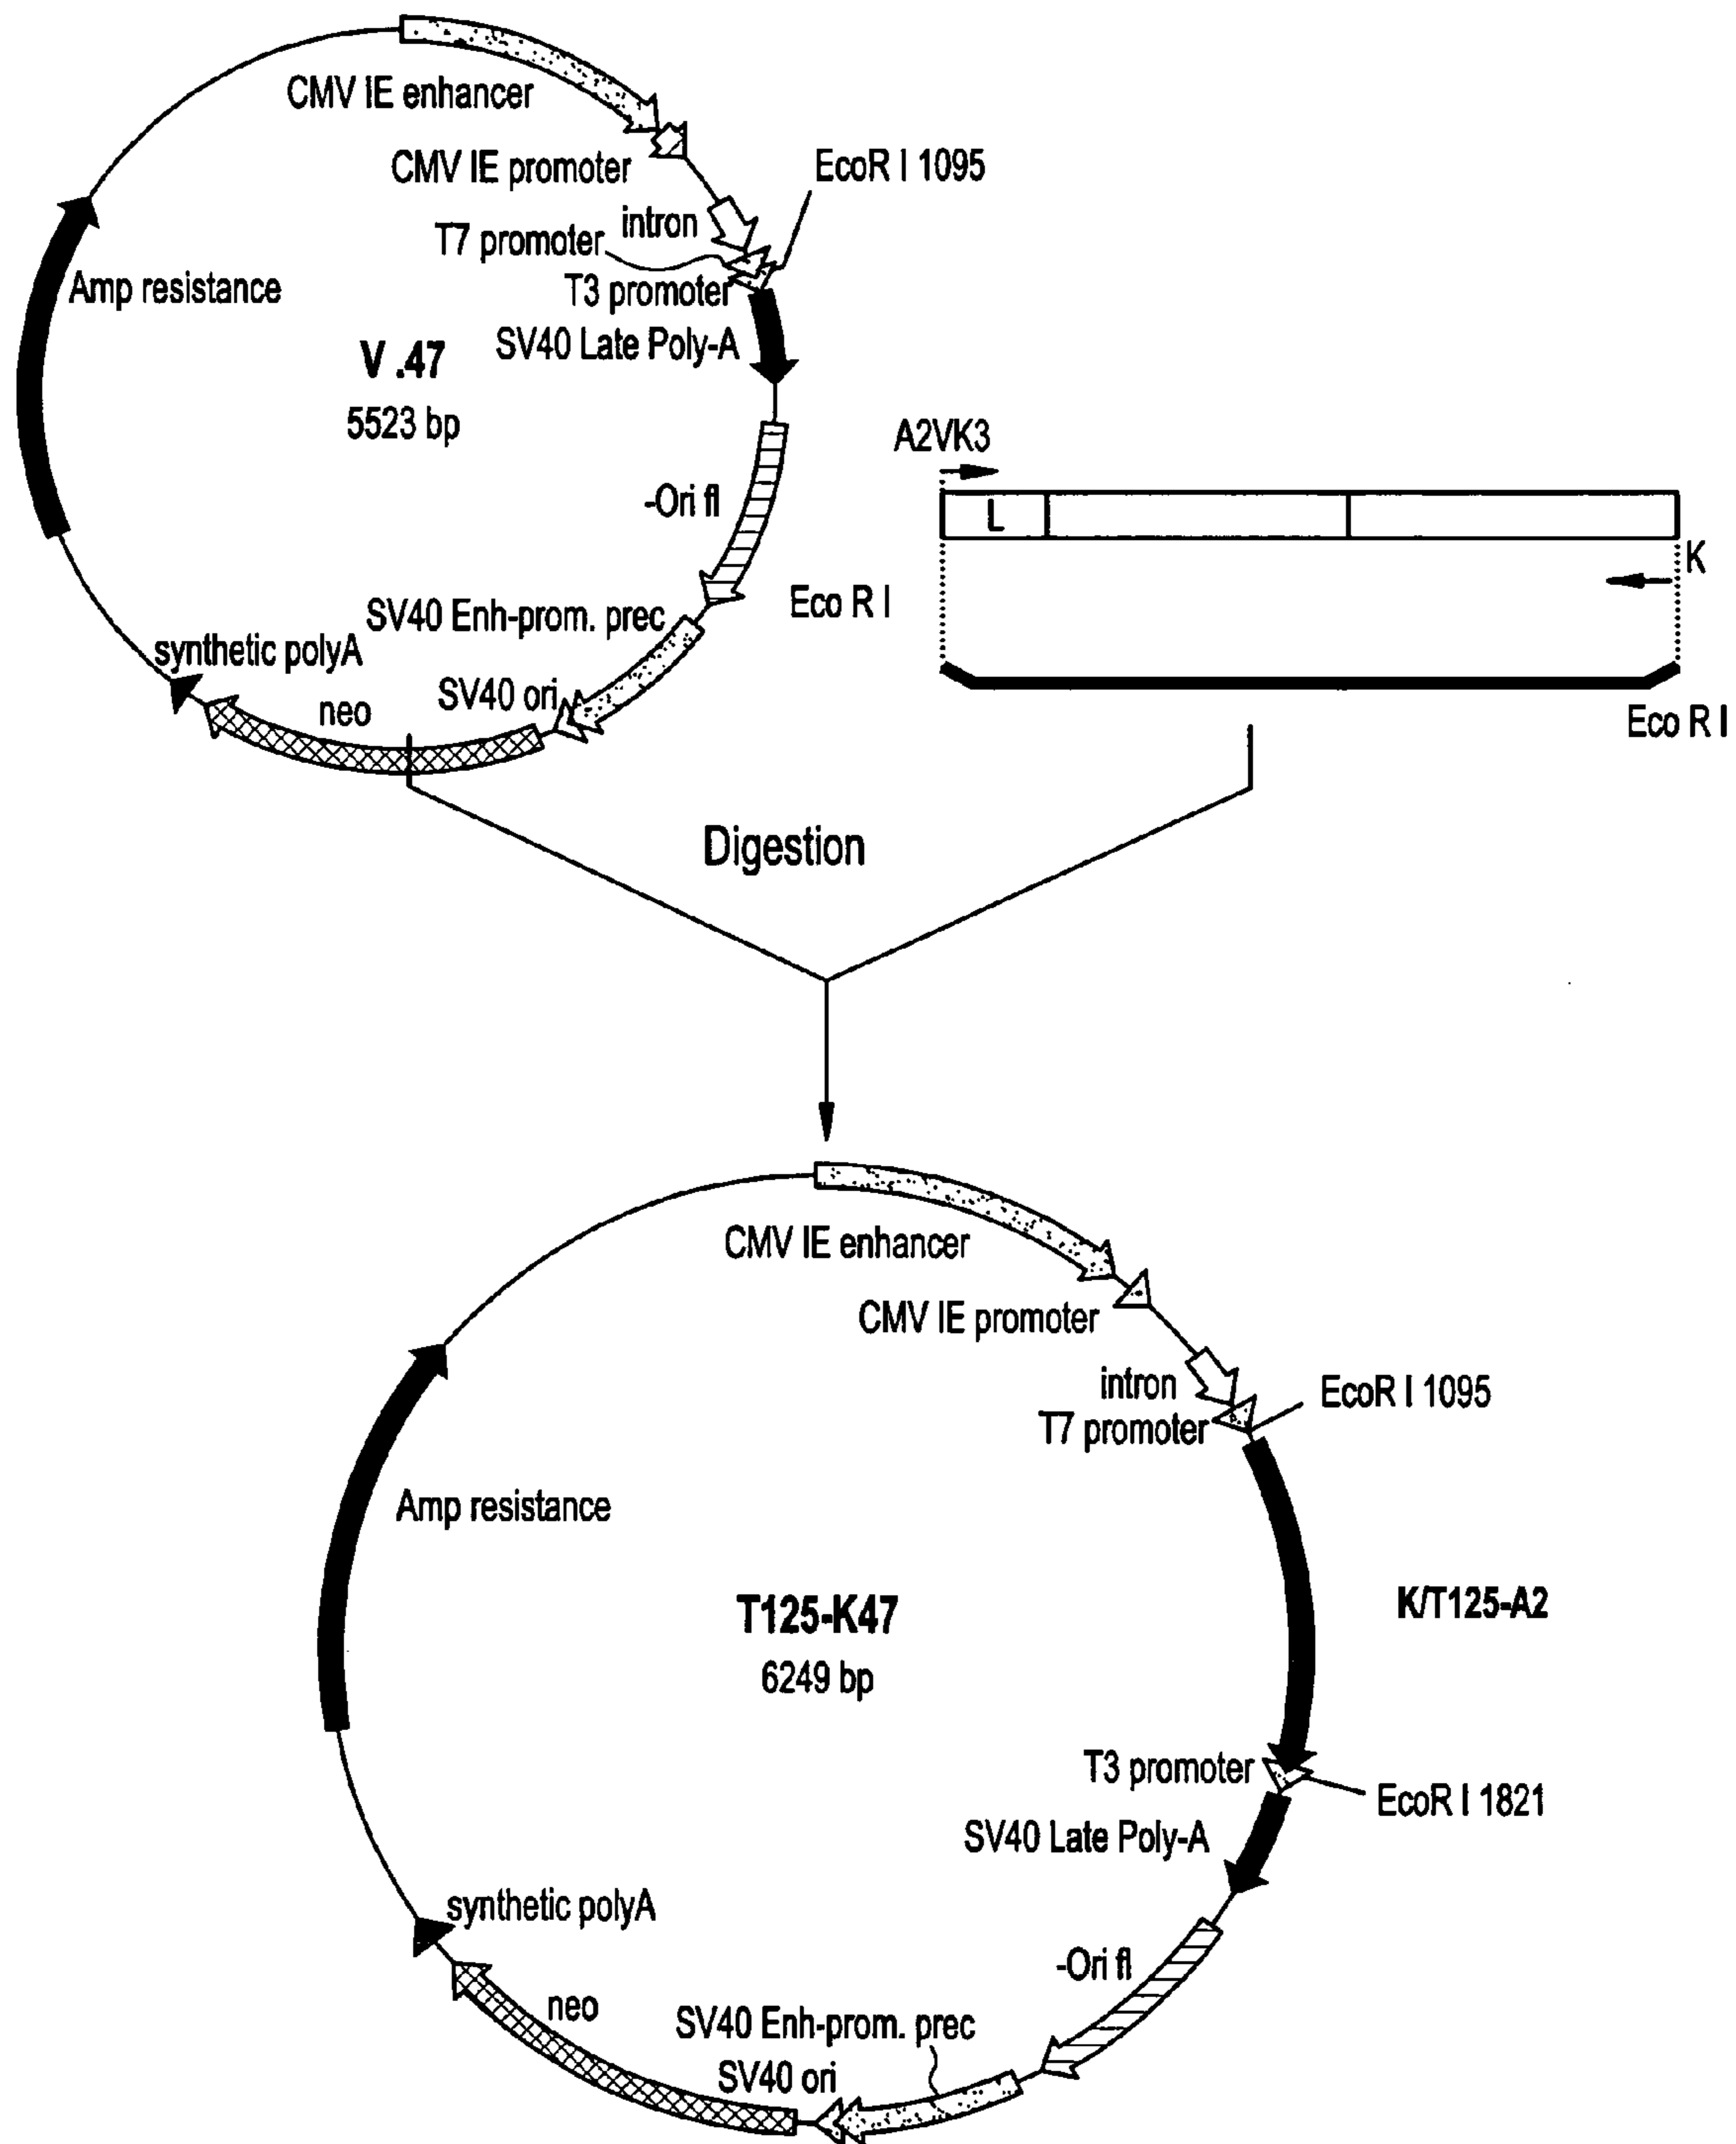 CMV IE enhancer
CMV IE promoter
EcoR I 1095
intron
T7 promoter
T3 promoter
Amp resistance
SV40 Late Poly-A
V .47
5523 bp
A2VK3
L
-Ori fl
K
Eco R I
SV40 Enh-prom. prec
synthetic polyA
SV40 ori
neo
Eco R I
Digestion
CMV IE enhancer
CMV IE promoter
intron
EcoR I 1095
T7 promoter
Amp resistance
T125-K47
6249 bp
K/T125-A2
T3 promoter
EcoR I 1821
SV40 Late Poly-A
synthetic polyA
-Ori fl
neo
SV40 Enh-prom. prec
SV40 ori